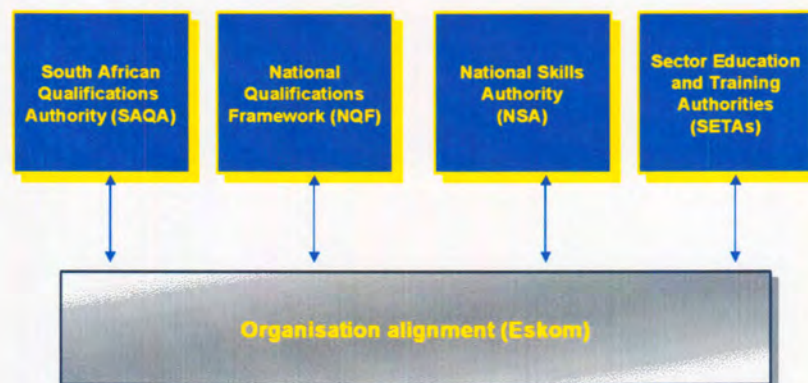 South African
Qualifications
Authority (SAQA)
National
Qualifications
Framework (NQF)
National Skills
Authority
(NSA)
Sector Education
and Training
Authorities
(SETAs)
Organisation alignment (Eskom)